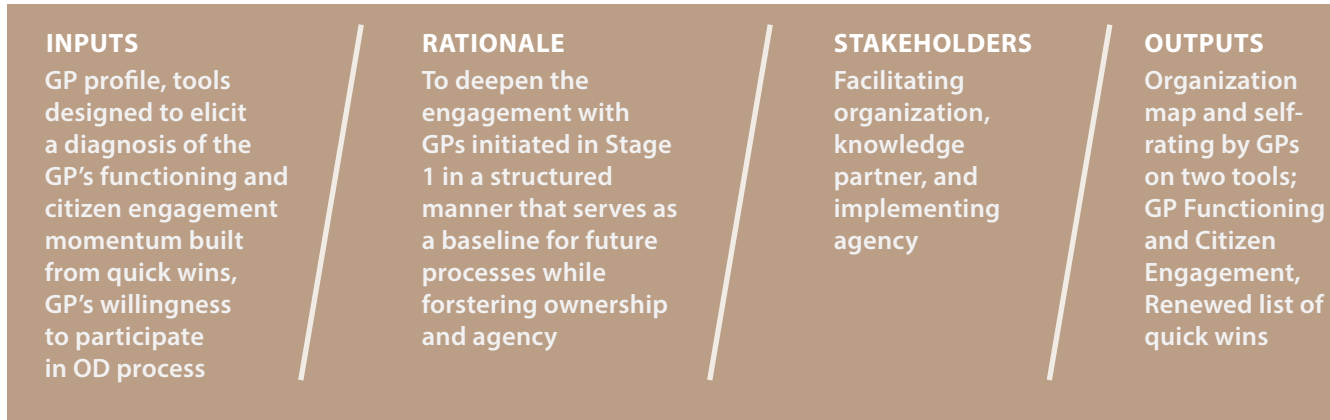 INPUTS
GP profile, tools
designed to elicit
a diagnosis of the
GP's functioning and
citizen engagement
momentum built
from quick wins,
GP's willingness
to participate
in OD process
RATIONALE
To deepen the
engagement with
GPs initiated in Stage
1 in a structured
manner that serves as
a baseline for future
processes while
forstering ownership
and agency
STAKEHOLDERS
Facilitating
organization,
knowledge
partner, and
implementing
agency
OUTPUTS
Organization
map and self-
rating by GPs
on two tools;
GP Functioning
and Citizen
Engagement,
Renewed list of
quick wins